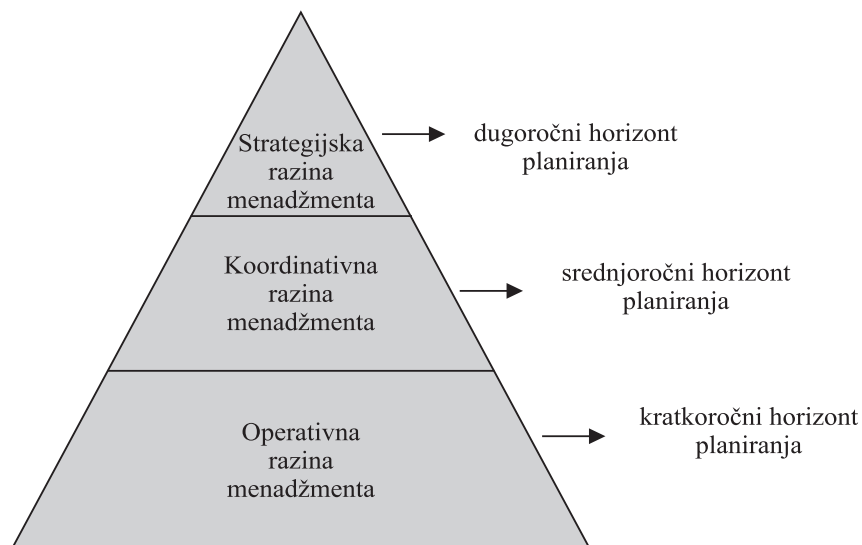 Strategijska
razina
menadžmenta
dugoročni horizont
planiranja
Koordinativna
razina
menadžmenta
srednjoročni horizont
planiranja
Operativna
razina
menadžmenta
kratkoročni horizont
planiranja